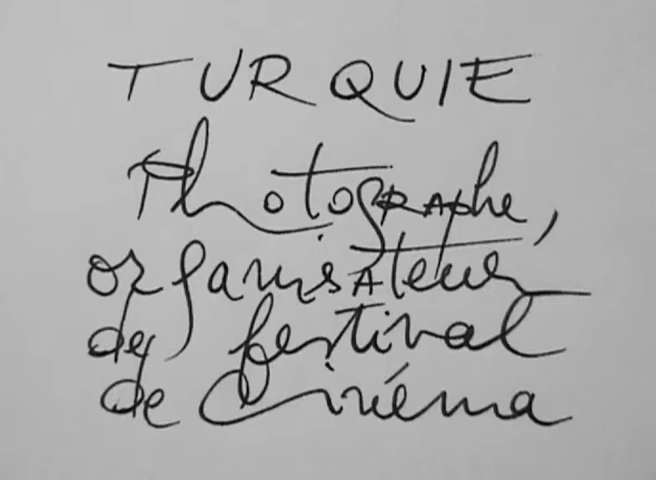 TURQUIE
Photographe,
organisateur
de festival
de cinéma